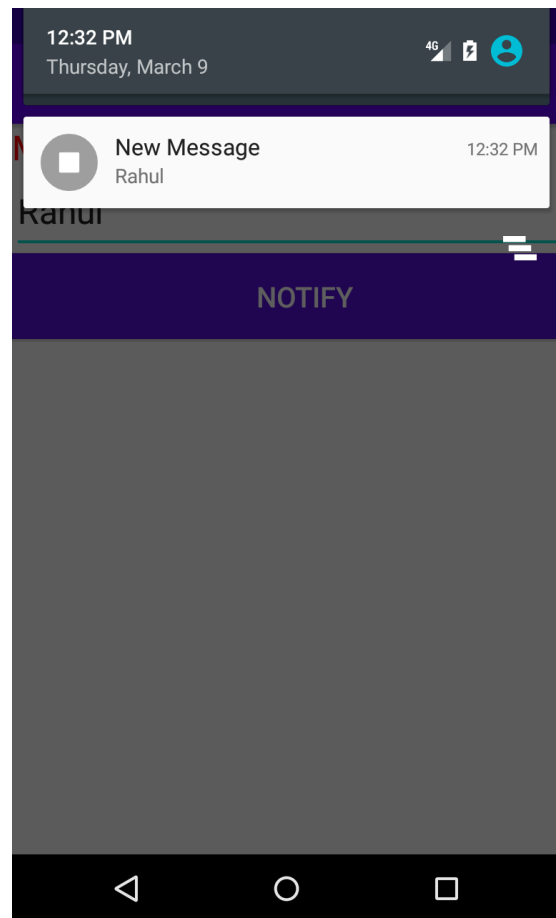 12:32 PM
Thursday, March 9
4G
New Message
12:32 PM
Rahul
Rahul
NOTIFY